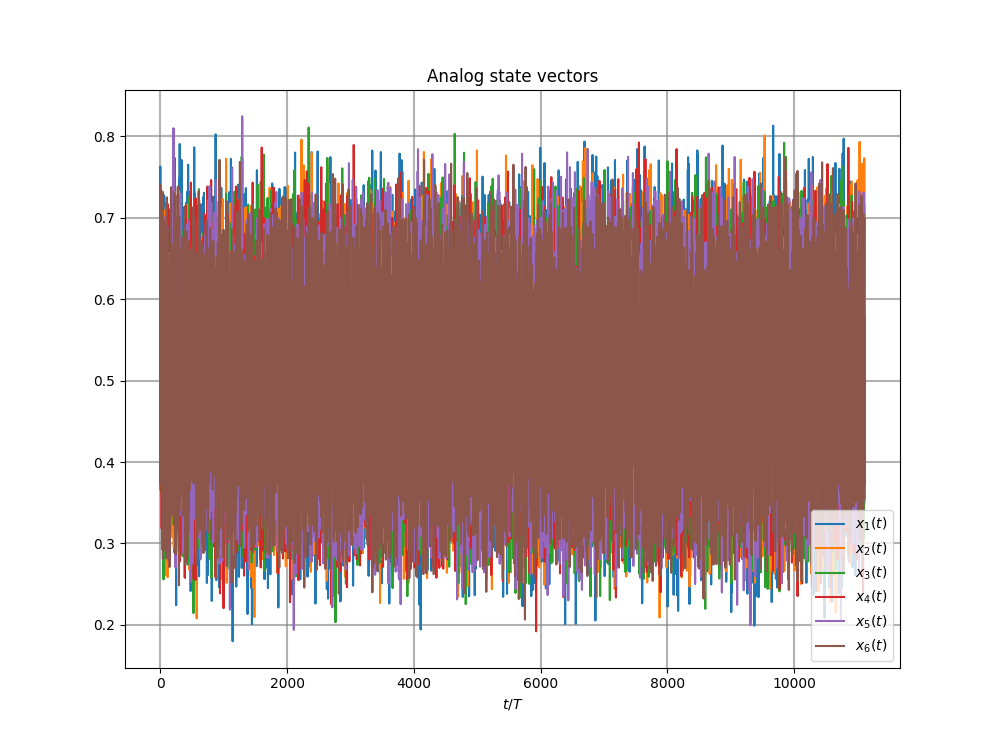 Analog state vectors
0.8
0.7
0.6
0.5
0.4
0.3
0.2
0 2000 4000 6000 8000 10000
t/T
x₁(t)
x₂(t)
x₃(t)
x₄(t)
x₅(t)
x₆(t)